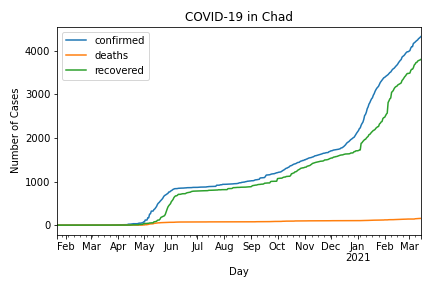 COVID-19 in Chad
confirmed
deaths
recovered
Number of Cases
4000
3000
2000
1000
0
Feb Mar Apr May Jun Jul Aug Sep Oct Nov Dec Jan Feb Mar
2021
Day